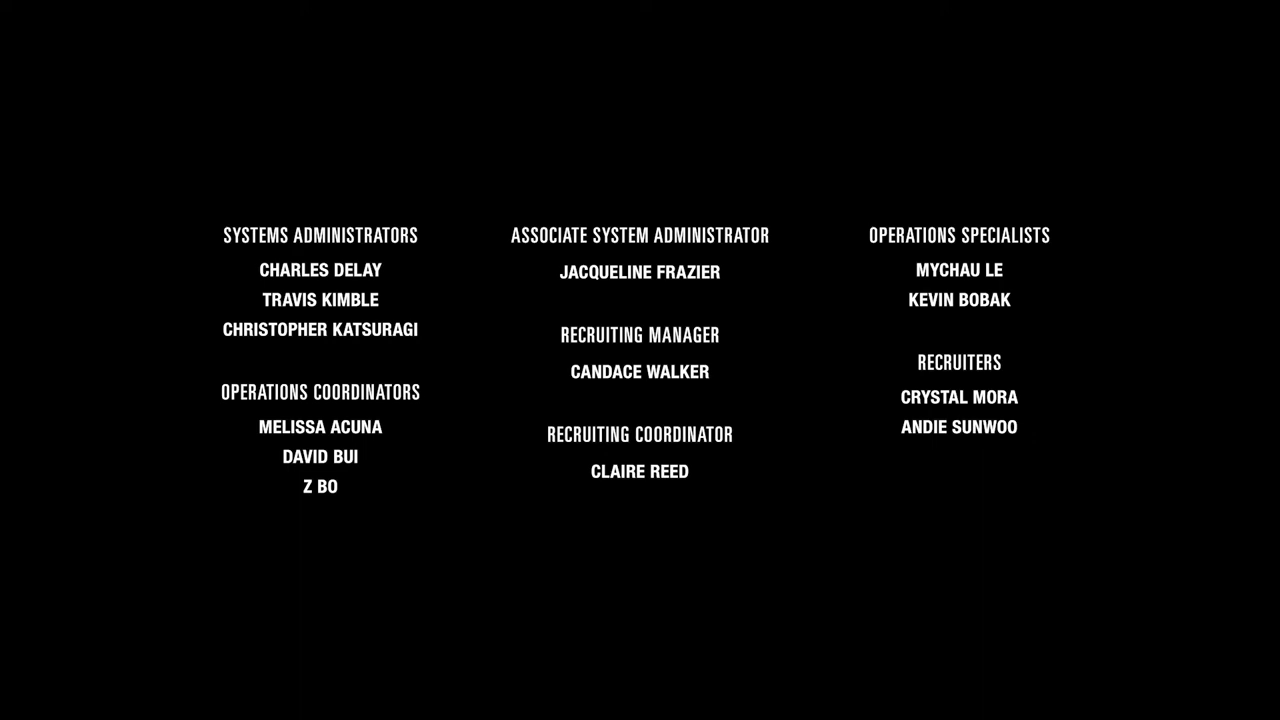 SYSTEMS ADMINISTRATORS
CHARLES DELAY
TRAVIS KIMBLE
CHRISTOPHER KATSURAGI
OPERATIONS COORDINATORS
MELISSA ACUNA
DAVID BUI
Z BO
ASSOCIATE SYSTEM ADMINISTRATOR
JACQUELINE FRAZIER
RECRUITING MANAGER
CANDACE WALKER
RECRUITING COORDINATOR
CLAIRE REED
OPERATIONS SPECIALISTS
MYCHAU LE
KEVIN BOBAK
RECRUITERS
CRYSTAL MORA
ANDIE SUNWOO